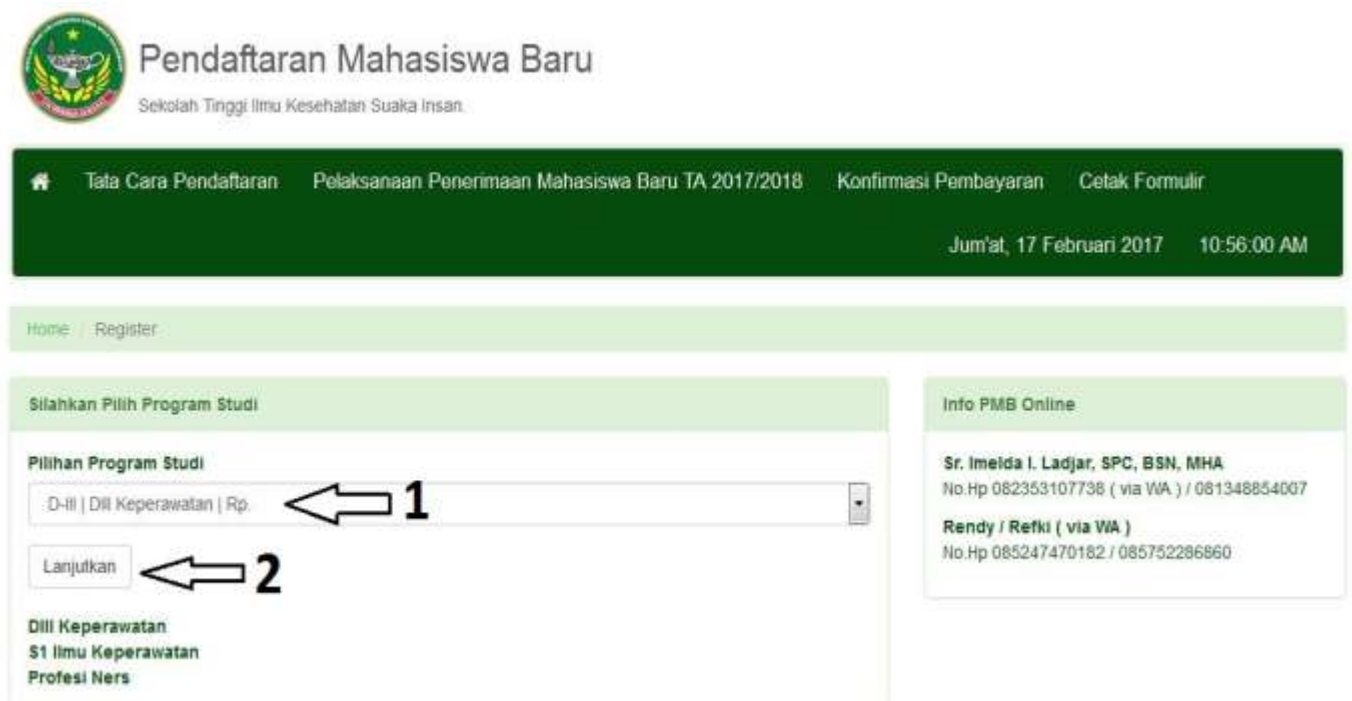 Pendaftaran Mahasiswa Baru
Sekolah Tinggi Ilmu Kesehatan Suaka Insan.
Tata Cara Pendaftaran Pelaksanaan Penerimaan Mahasiswa Baru TA 2017/2018 Konfirmasi Pembayaran Cetak Formulir
Jum'at, 17 Februari 2017 10:56:00 AM
Home / Register
Silahkan Pilih Program Studi
Pilihan Program Studi
D-III | DIII Keperawatan | Rp.
1
Lanjutkan
2
DIII Keperawatan
S1 Ilmu Keperawatan
Profesi Ners
Info PMB Online
Sr. Imelda I. Ladjar, SPC, BSN, MHA
No.Hp 082353107738 ( via WA ) / 081348854007
Rendy / Refki ( via WA )
No.Hp 085247470182 / 085752286860